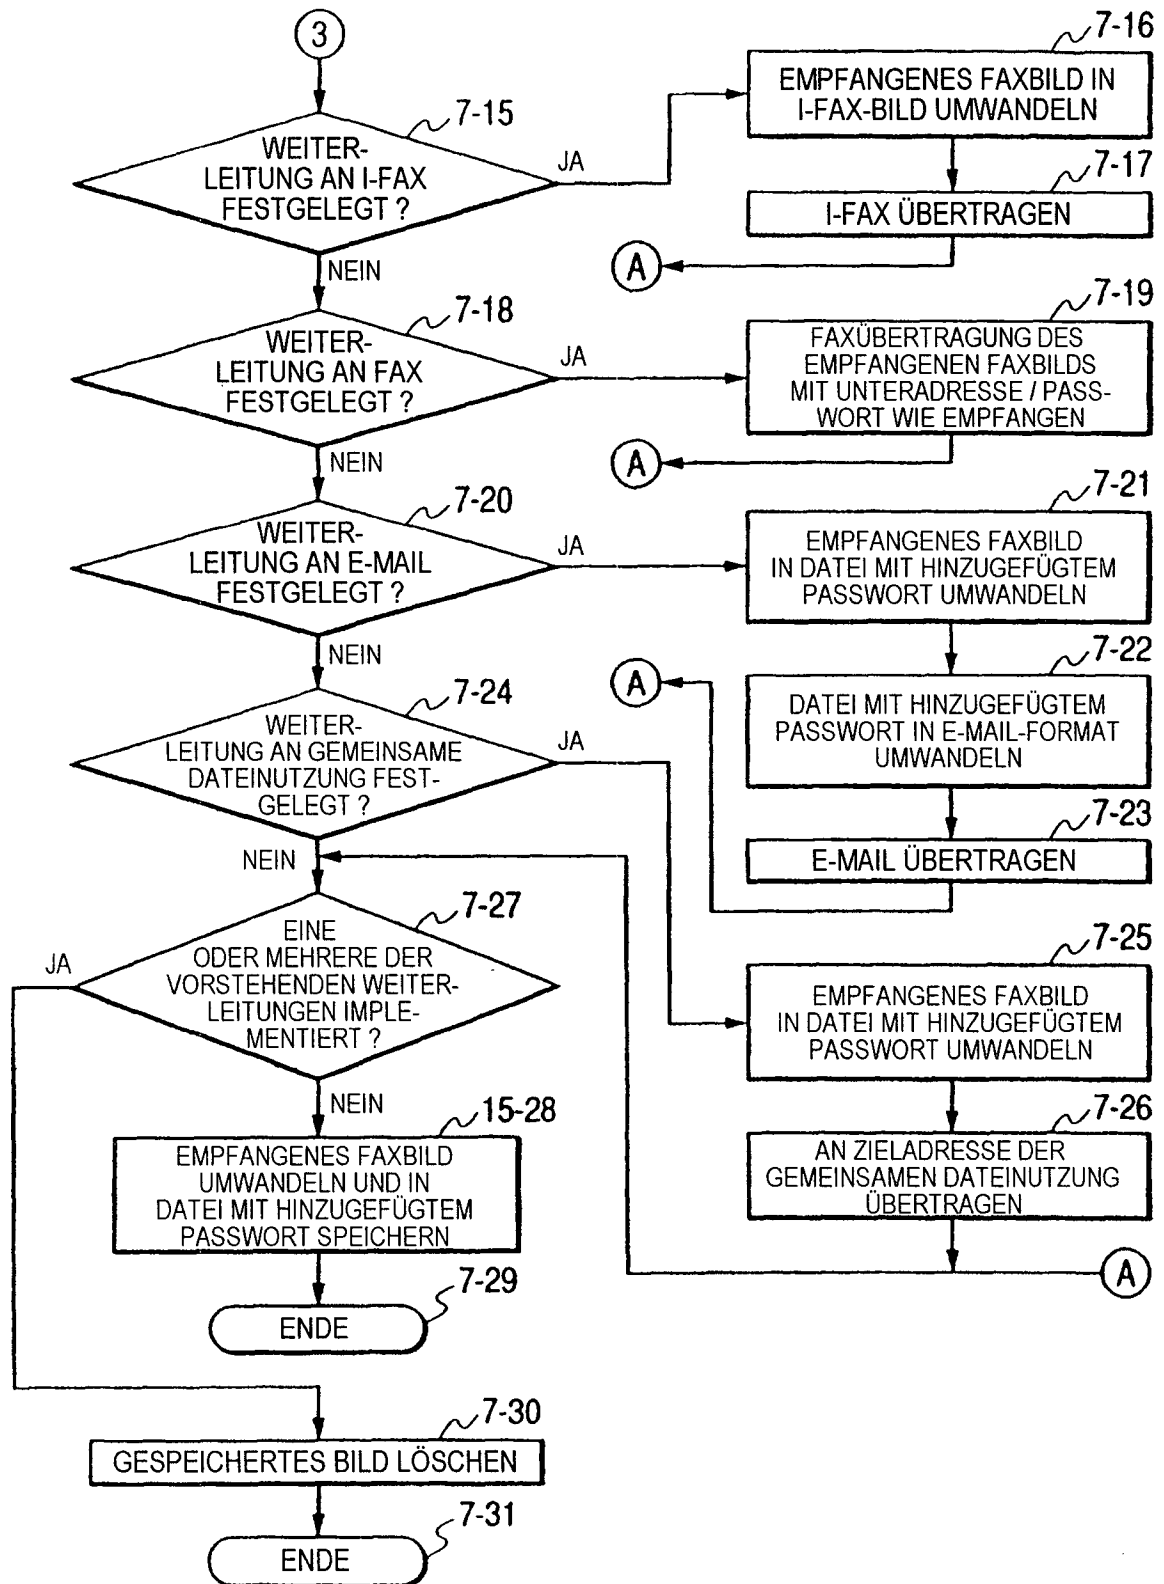 3
7-15
WEITER-
LEITUNG AN I-FAX
FESTGELEGT ?
JA
NEIN
7-16
EMPFANGENES FAXBILD IN
I-FAX-BILD UMWANDELN
7-17
I-FAX ÜBERTRAGEN
A
7-18
WEITER-
LEITUNG AN FAX
FESTGELEGT ?
JA
NEIN
7-19
FAXÜBERTRAGUNG DES
EMPFANGENEN FAXBILDS
MIT UNTERADRESSE / PASS-
WORT WIE EMPFANGEN
A
7-20
WEITER-
LEITUNG AN E-MAIL
FESTGELEGT ?
JA
NEIN
7-21
EMPFANGENES FAXBILD
IN DATEI MIT HINZUGEFÜGTEM
PASSWORT UMWANDELN
7-22
DATEI MIT HINZUGEFÜGTEM
PASSWORT IN E-MAIL-FORMAT
UMWANDELN
7-23
E-MAIL ÜBERTRAGEN
A
7-24
WEITER-
LEITUNG AN GEMEINSAME
DATEINUTZUNG FEST-
GELEGT ?
JA
NEIN
7-25
EMPFANGENES FAXBILD
IN DATEI MIT HINZUGEFÜGTEM
PASSWORT UMWANDELN
7-26
AN ZIELADRESSE DER
GEMEINSAMEN DATEINUTZUNG
ÜBERTRAGEN
A
7-27
EINE
ODER MEHRERE DER
VORSTEHENDEN WEITER-
LEITUNGEN IMPLE-
MENTIERT ?
JA
NEIN
15-28
EMPFANGENES FAXBILD
UMWANDELN UND IN
DATEI MIT HINZUGEFÜGTEM
PASSWORT SPEICHERN
7-29
ENDE
7-30
GESPEICHERTES BILD LÖSCHEN
7-31
ENDE